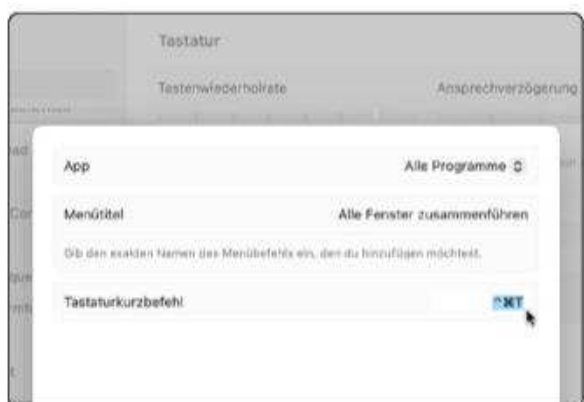 Tastatur
Tastenwiederholrate Ansprechverzögerung
App Alle Programme
Menütitel Alle Fenster zusammenführen
Gib den exakten Namen des Menübefehls ein, den du hinzufügen möchtest.
Tastaturkurzbefehl ^⌘T